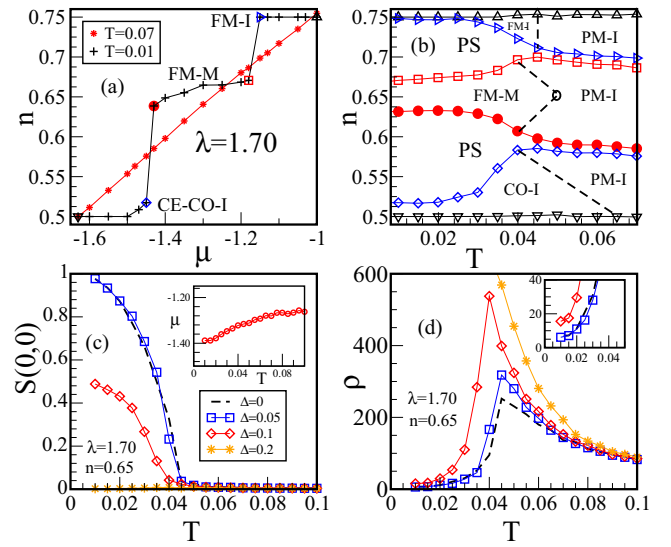 T=0.07
T=0.01
(a)
FM-I
FM-M
λ=1.70
CE-CO-I
n
0.75
0.7
0.65
0.6
0.55
0.5
-1.6 -1.4 -1.2 -1
μ
(b)
PS
FM-I
PM-I
FM-M
PM-I
PS
CO-I
PM-I
n
0.75
0.7
0.65
0.6
0.55
0.5
0.02 0.04 0.06
T
(c)
S(0,0)
1
0.8
0.6
0.4
0.2
0
0 0.02 0.04 0.06 0.08 0.1
T
μ
-1.20
-1.40
0 0.04 0.08
T
Δ=0
Δ=0.05
Δ=0.1
Δ=0.2
λ=1.70
n=0.65
(d)
ρ
600
400
200
0
0 0.02 0.04 0.06 0.08 0.1
T
40
20
0
0 0.02 0.04
λ=1.70
n=0.65